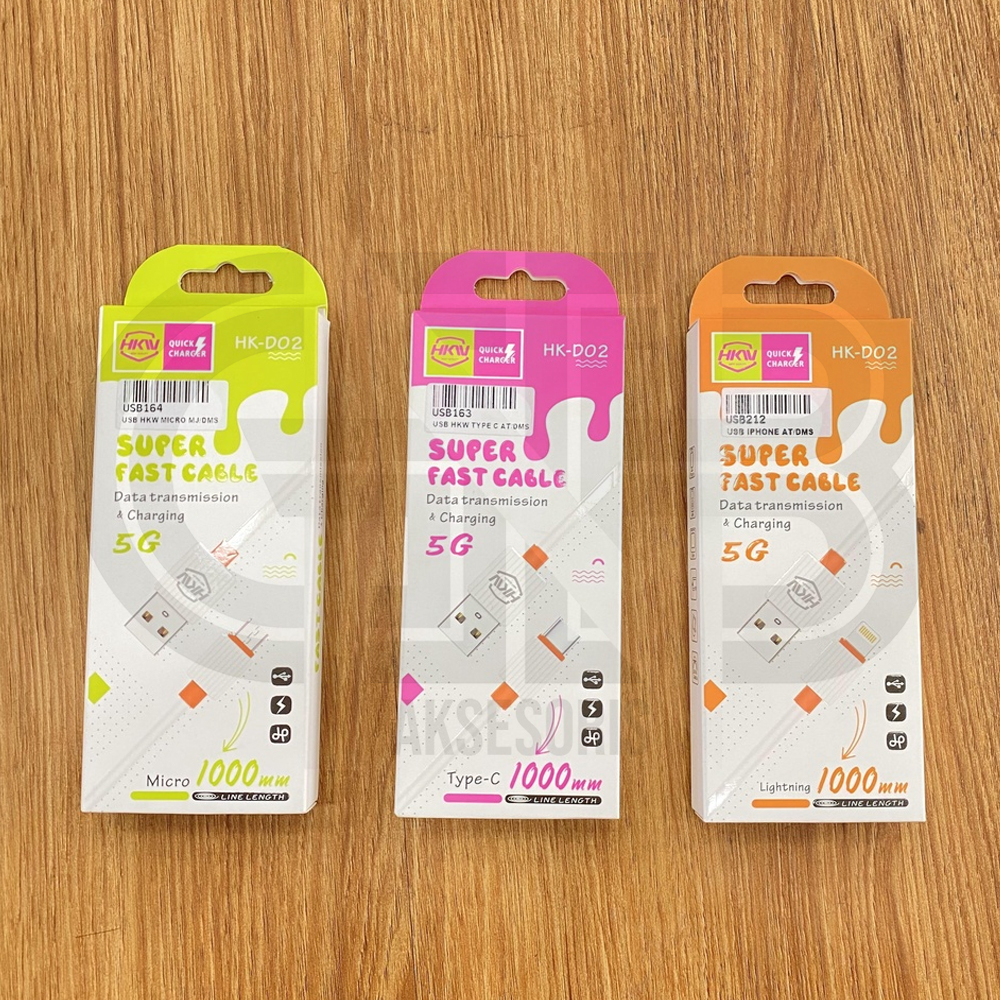 HKW
QUICK
CHARGER
HK-D02
USB164
USB HKW MICRO MJ/DMS
SUPER
FAST CABLE
Data transmission
& Charging
5G
HKW
Micro 1000mm
LINE LENGTH
HKW
QUICK
CHARGER
HK-D02
USB163
USB HKW TYPE C AT/DMS
SUPER
FAST CABLE
Data transmission
& Charging
5G
HKW
Type-C 1000mm
LINE LENGTH
HKW
QUICK
CHARGER
HK-D02
USB212
USB IPHONE AT/DMS
SUPER
FAST CABLE
Data transmission
& Charging
5G
HKW
Lightning 1000mm
LINE LENGTH
AKSESORIS